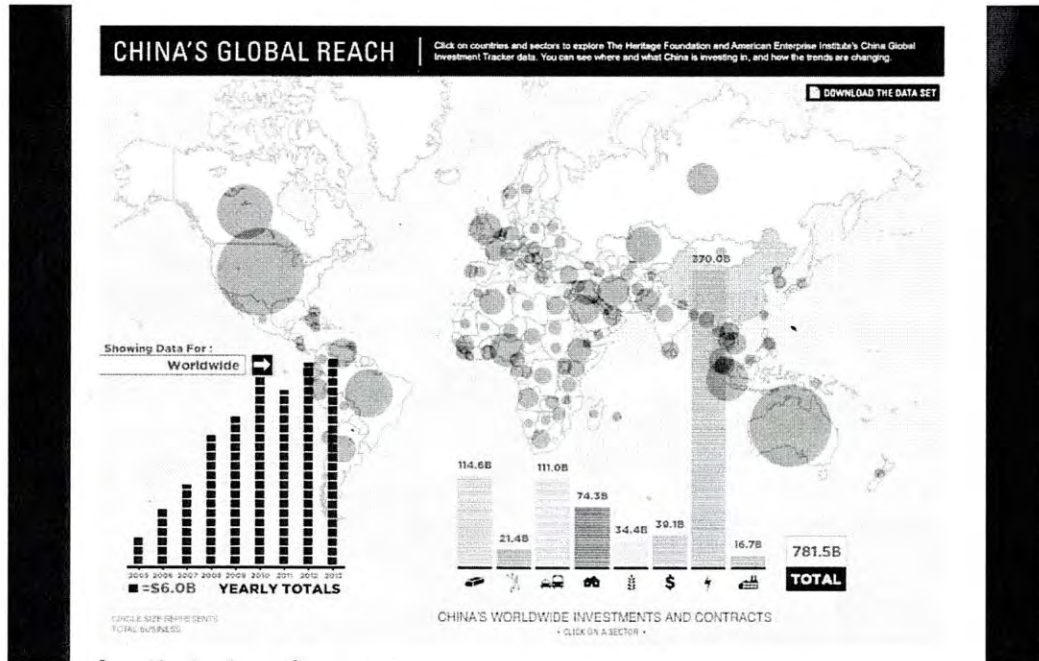 CHINA'S GLOBAL REACH
Click on countries and sectors to explore The Heritage Foundation and American Enterprise Institute's China Global
Investment Tracker data. You can see where and what China is investing in, and how the trends are changing.
DOWNLOAD THE DATA SET
Showing Data For :
Worldwide
2005 2006 2007 2008 2009 2010 2011 2012 2013
=$6.0B YEARLY TOTALS
CIRCLE SIZE REPRESENTS
TOTAL BUSINESS
114.6B
21.4B
111.0B
74.3B
34.4B
39.1B
370.0B
16.7B
$
781.5B
TOTAL
CHINA'S WORLDWIDE INVESTMENTS AND CONTRACTS
• CLICK ON A SECTOR •